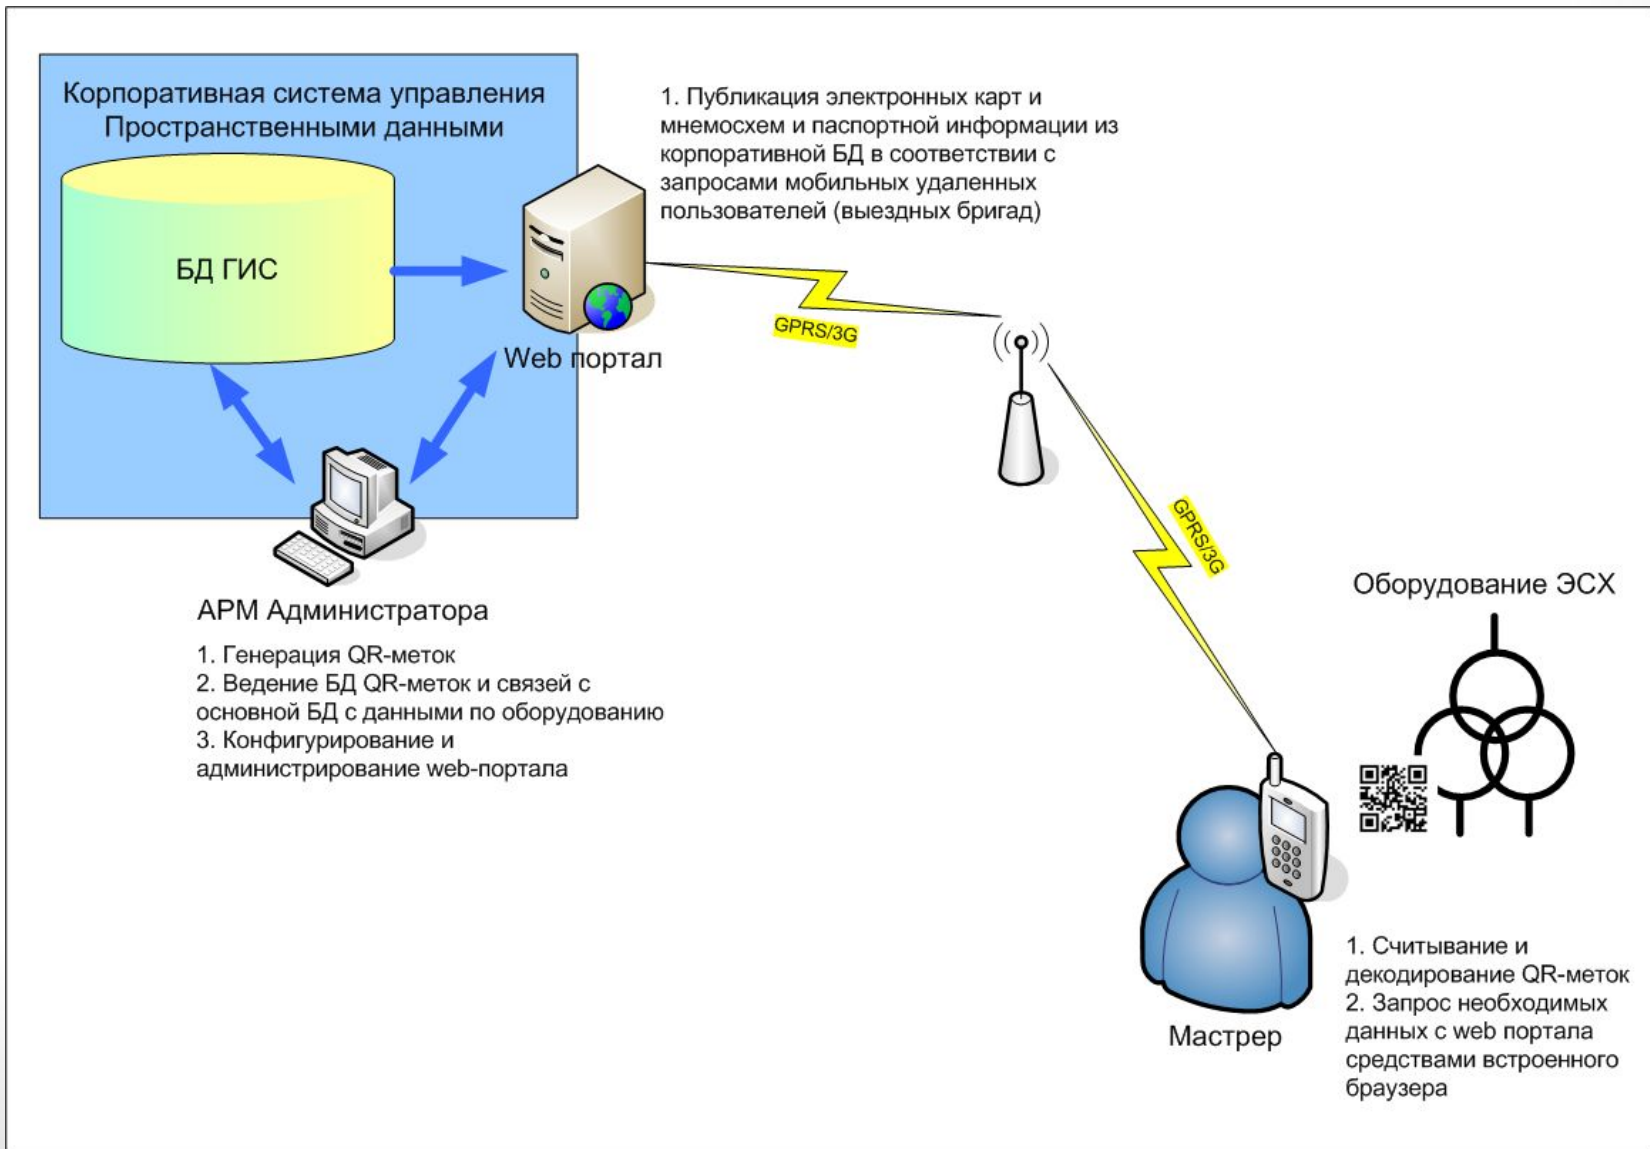 Корпоративная система управления
Пространственными данными
БД ГИС
Web портал
1. Публикация электронных карт и
мнемосхем и паспортной информации из
корпоративной БД в соответствии с
запросами мобильных удаленных
пользователей (выездных бригад)
GPRS/3G
GPRS/3G
АРМ Администратора
1. Генерация QR-меток
2. Ведение БД QR-меток и связей с
основной БД с данными по оборудованию
3. Конфигурирование и
администрирование web-портала
Оборудование ЭСХ
Мастрер
1. Считывание и
декодирование QR-меток
2. Запрос необходимых
данных с web портала
средствами встроенного
браузера